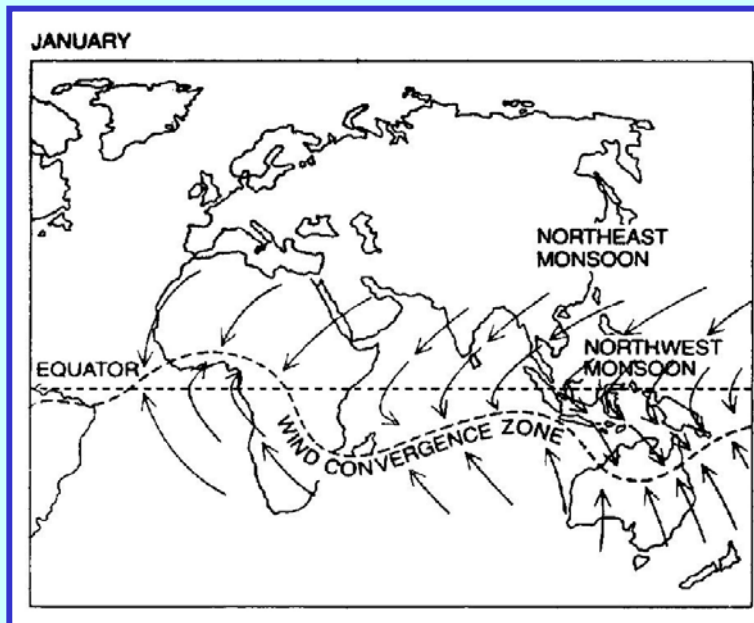 JANUARY
NORTHEAST
MONSOON
NORTHWEST
MONSOON
EQUATOR
WIND CONVERGENCE ZONE